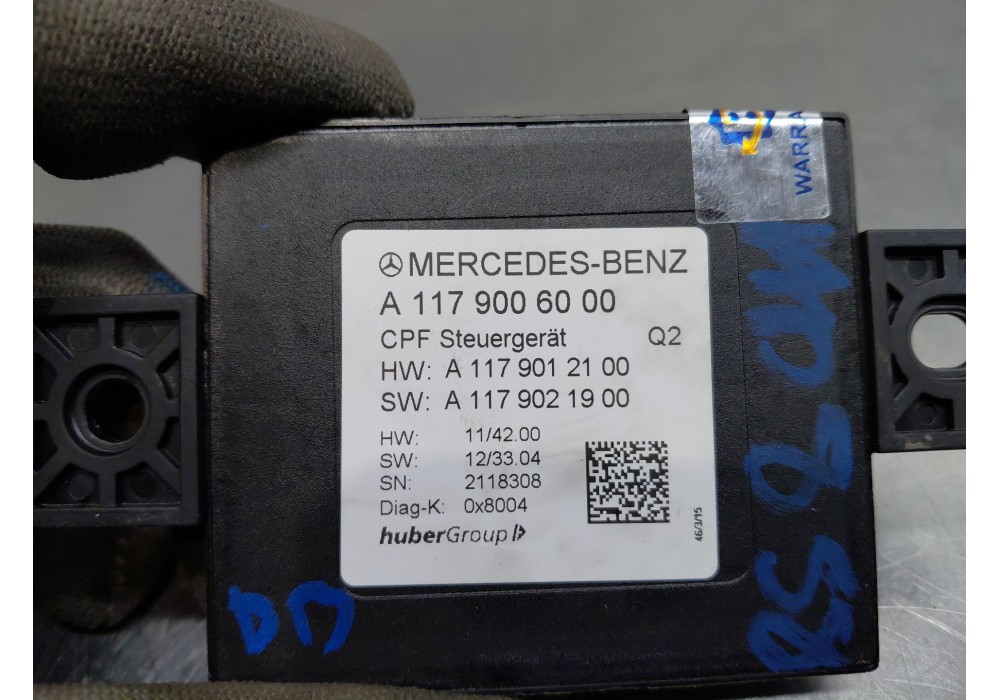 WARRA
MERCEDES-BENZ
A 117 900 60 00
CPF Steuergerät Q2
HW: A 117 901 21 00
SW: A 117 902 19 00
HW: 11/42.00
SW: 12/33.04
SN: 2118308
Diag-K: 0x8004
huberGroup
46/3/15